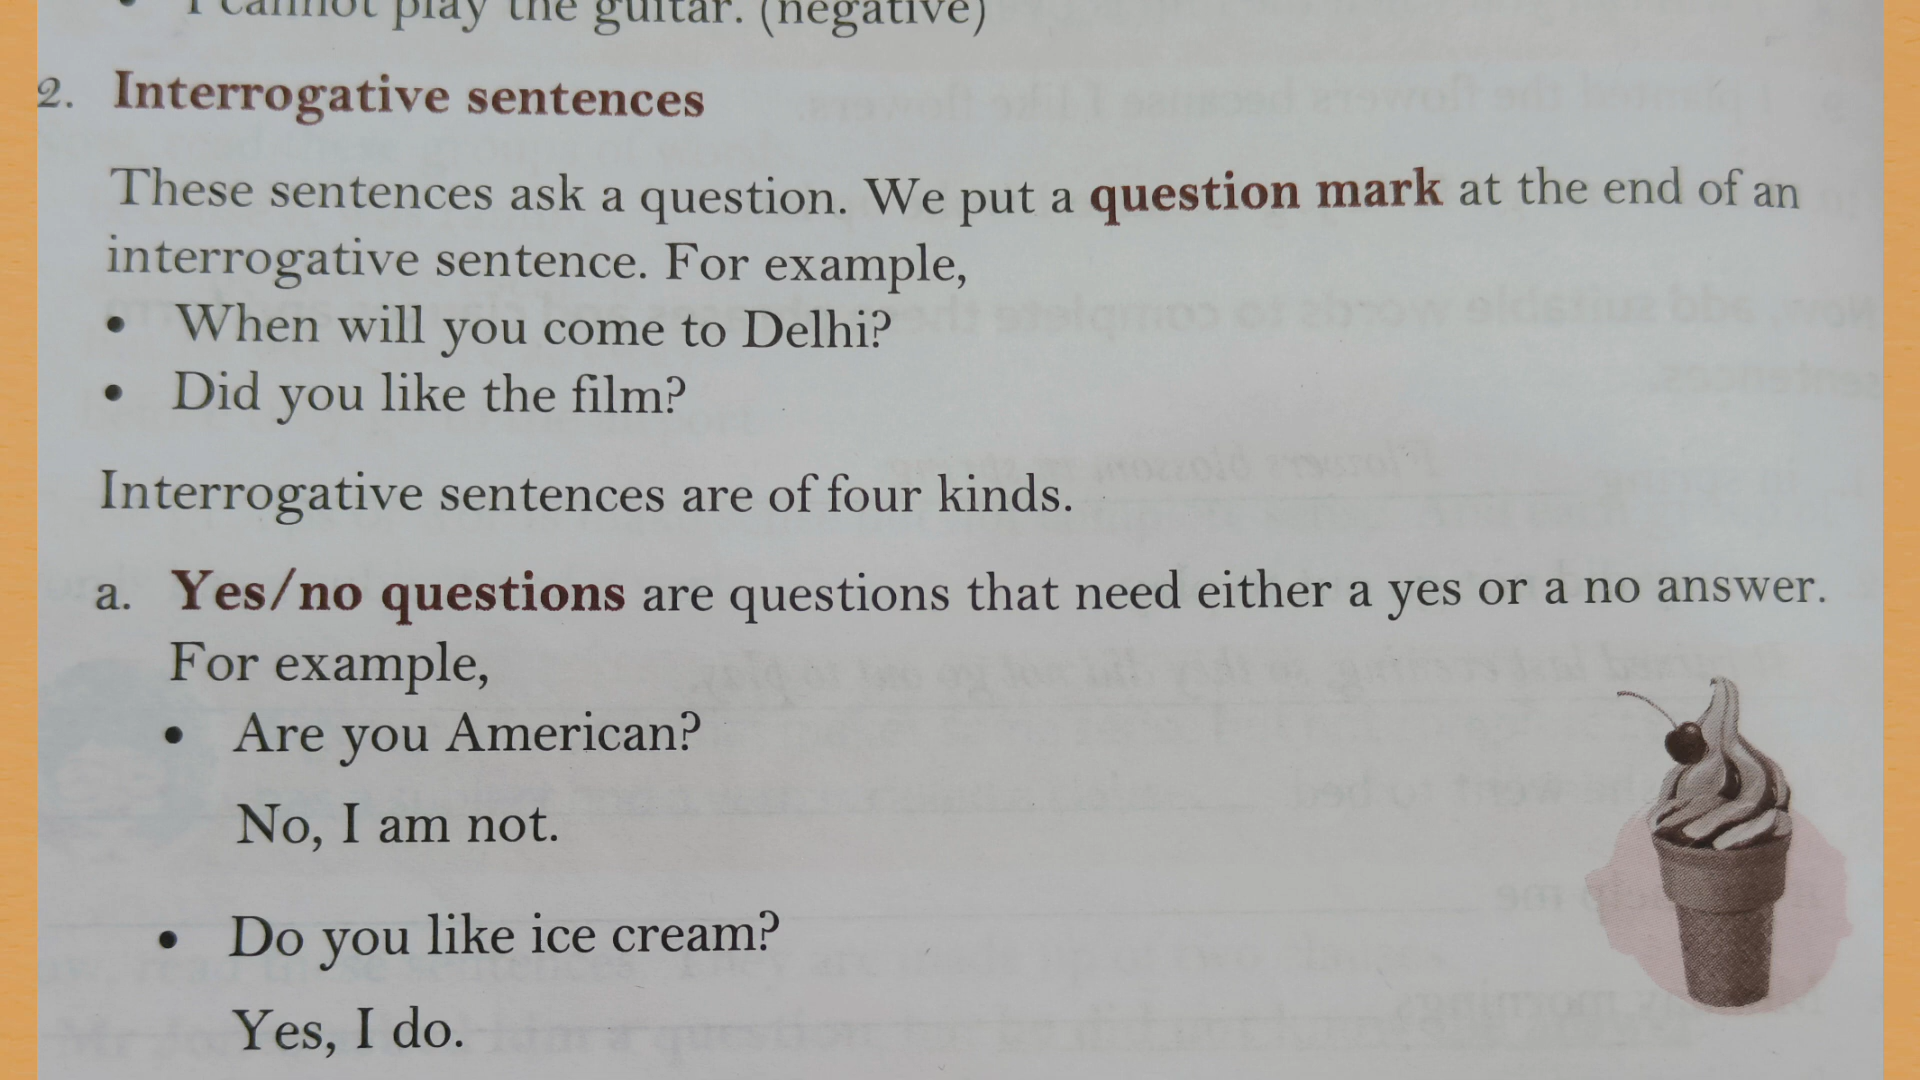 • I cannot play the guitar. (negative)
2. Interrogative sentences
These sentences ask a question. We put a question mark at the end of an
interrogative sentence. For example,
• When will you come to Delhi?
• Did you like the film?
Interrogative sentences are of four kinds.
a. Yes/no questions are questions that need either a yes or a no answer.
For example,
• Are you American?
No, I am not.
• Do you like ice cream?
Yes, I do.